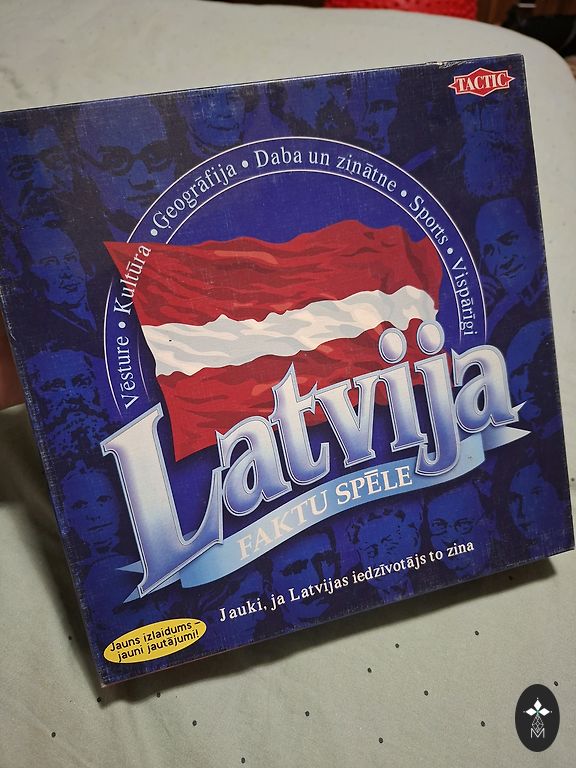 TACTIC
Vēsture • Kultūra • Ģeogrāfija • Daba un zinātne • Sports • Vispārīgi
Latvija
FAKTU SPĒLE
Jauki, ja Latvijas iedzīvotājs to zina
Jauns izlaidums –
jauni jautājumi!
M